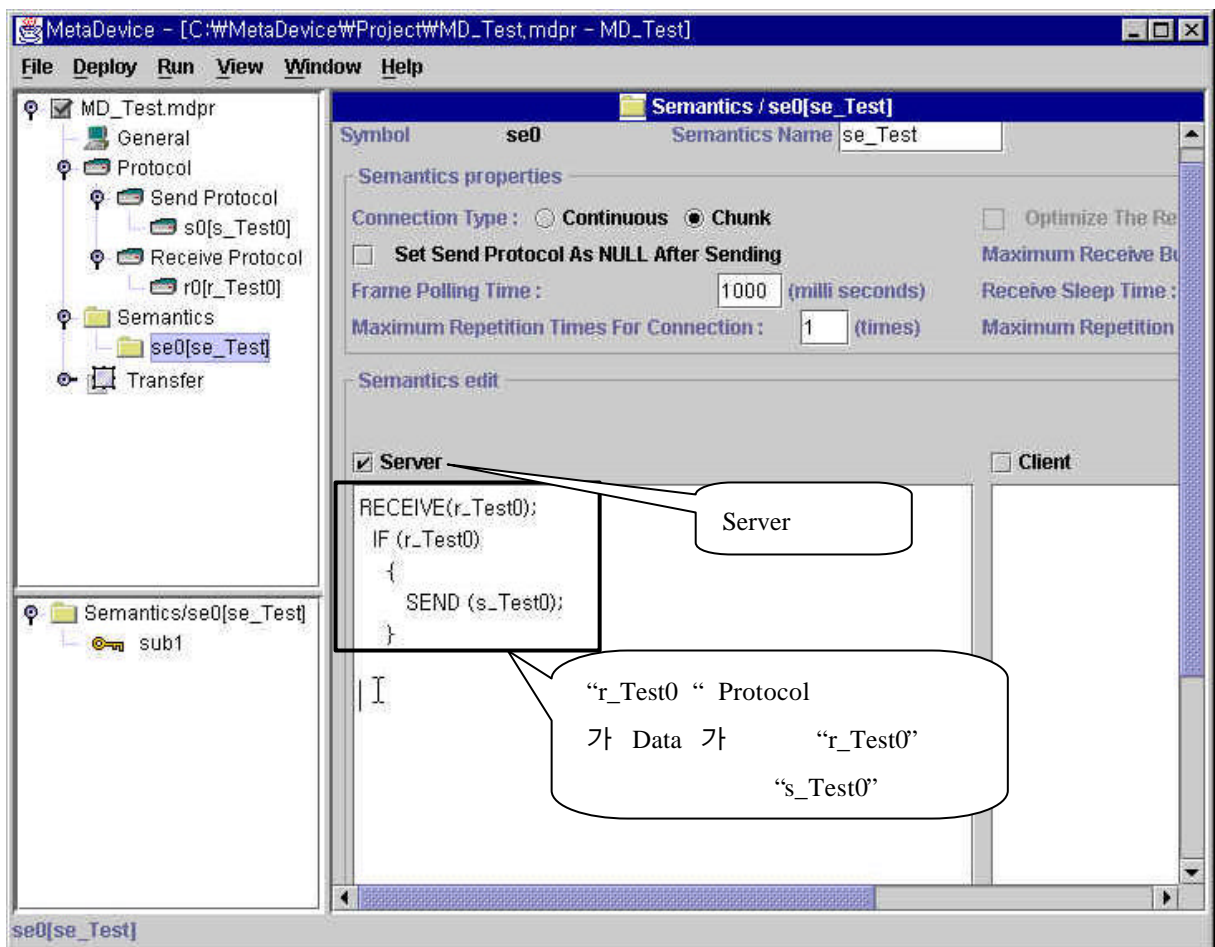 MetaDevice - [C:₩MetaDevice₩Project₩MD_Test.mdpr - MD_Test]
File Deploy Run View Window Help
MD_Test.mdpr
General
Protocol
Send Protocol
s0[s_Test0]
Receive Protocol
r0[r_Test0]
Semantics
se0[se_Test]
Transfer
Semantics/se0[se_Test]
sub1
Semantics / se0[se_Test]
Symbol se0 Semantics Name se_Test
Semantics properties
Connection Type : Continuous Chunk Optimize The Re
Set Send Protocol As NULL After Sending Maximum Receive Bu
Frame Polling Time : 1000 (milli seconds) Receive Sleep Time :
Maximum Repetition Times For Connection : 1 (times) Maximum Repetition
Semantics edit
Server Client
RECEIVE(r_Test0);
IF (r_Test0)
{
SEND (s_Test0);
}
Server
“r_Test0 “ Protocol
가 Data 가 “r_Test0”
“s_Test0”
se0[se_Test]